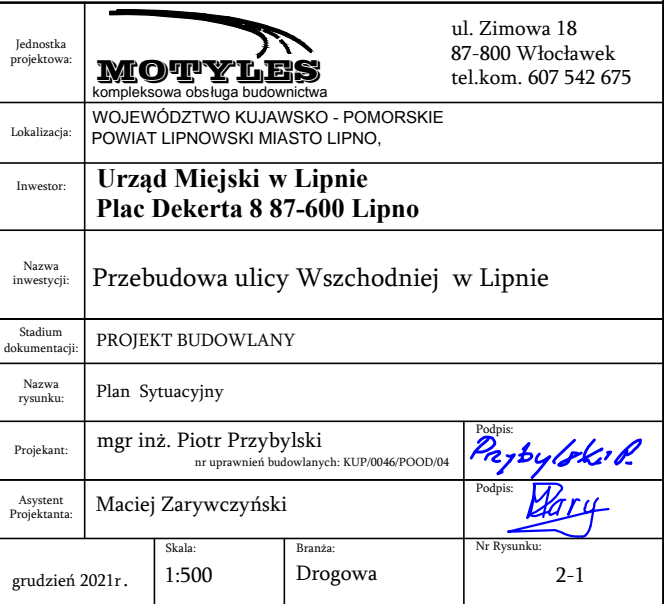 Jednostka
projektowa:
MOTYLES
kompleksowa obsługa budownictwa
ul. Zimowa 18
87-800 Włocławek
tel.kom. 607 542 675
Lokalizacja:
WOJEWÓDZTWO KUJAWSKO - POMORSKIE
POWIAT LIPNOWSKI MIASTO LIPNO,
Inwestor:
Urząd Miejski w Lipnie
Plac Dekerta 8 87-600 Lipno
Nazwa
inwestycji:
Przebudowa ulicy Wszchodniej w Lipnie
Stadium
dokumentacji:
PROJEKT BUDOWLANY
Nazwa
rysunku:
Plan Sytuacyjny
Projekant:
mgr inż. Piotr Przybylski
nr uprawnień budowlanych: KUP/0046/POOD/04
Podpis:
Przybylski P.
Asystent
Projektanta:
Maciej Zarywczyński
Podpis:
grudzień 2021r.
Skala:
1:500
Branża:
Drogowa
Nr Rysunku:
2-1